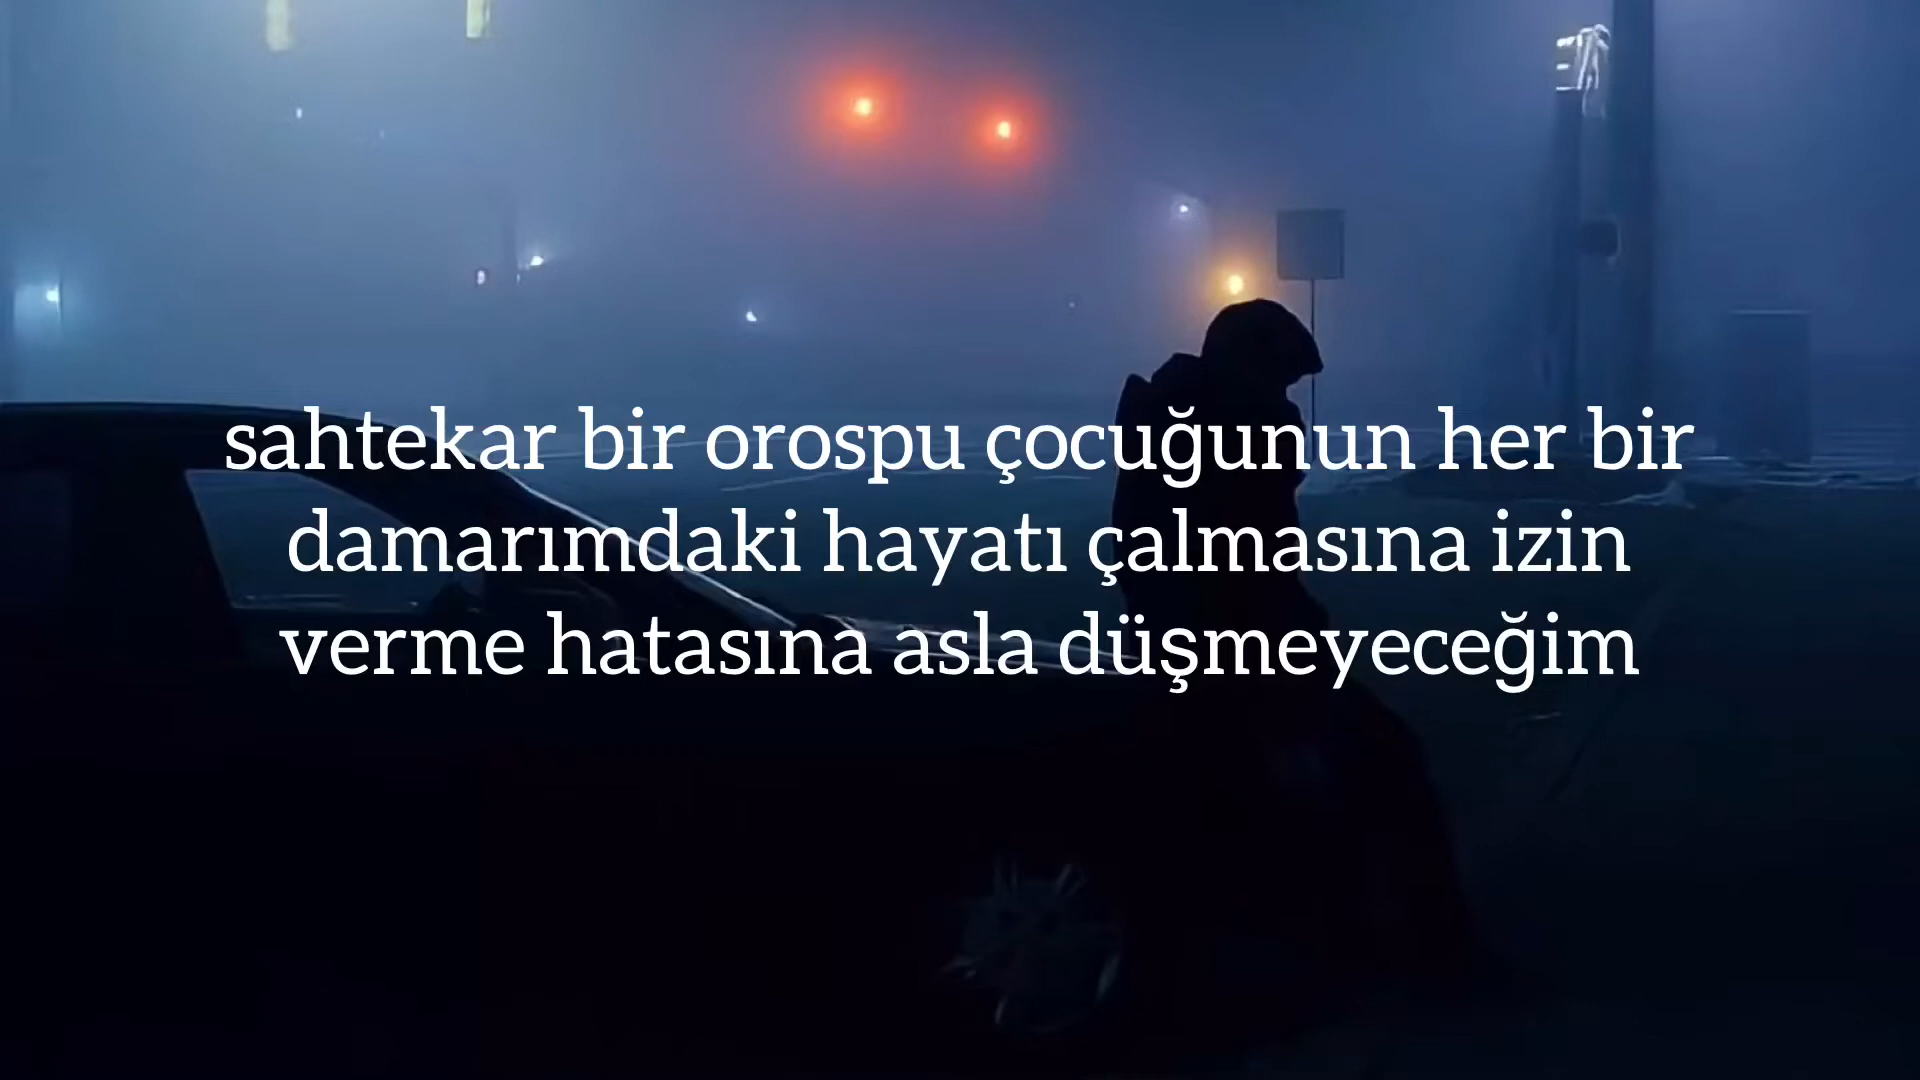 sahtekar bir orospu çocuğunun her bir
damarımdaki hayatı çalmasına izin
verme hatasına asla düşmeyeceğim